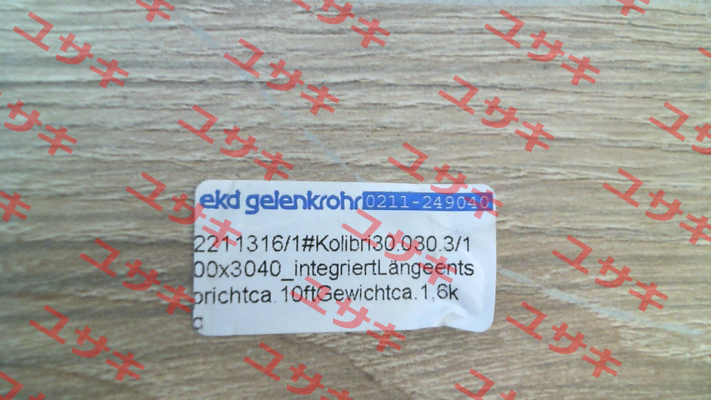 ekd gelenkrohr 0211-249040
2211316/1#Kolibri30.030.3/1
00x3040_integriertLängeents
prichtca.10ftGewichtca.1,6k
g
ユサキ